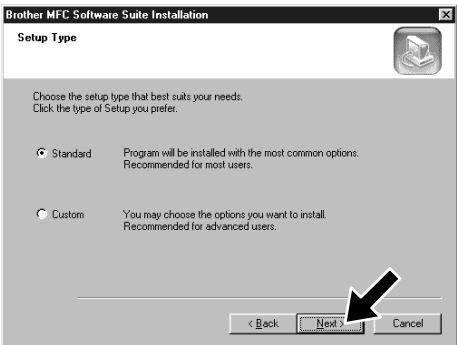 Brother MFC Software Suite Installation
Setup Type
Choose the setup type that best suits your needs.
Click the type of Setup you prefer.
Standard
Program will be installed with the most common options.
Recommended for most users.
Custom
You may choose the options you want to install.
Recommended for advanced users.
< Back
Next >
Cancel